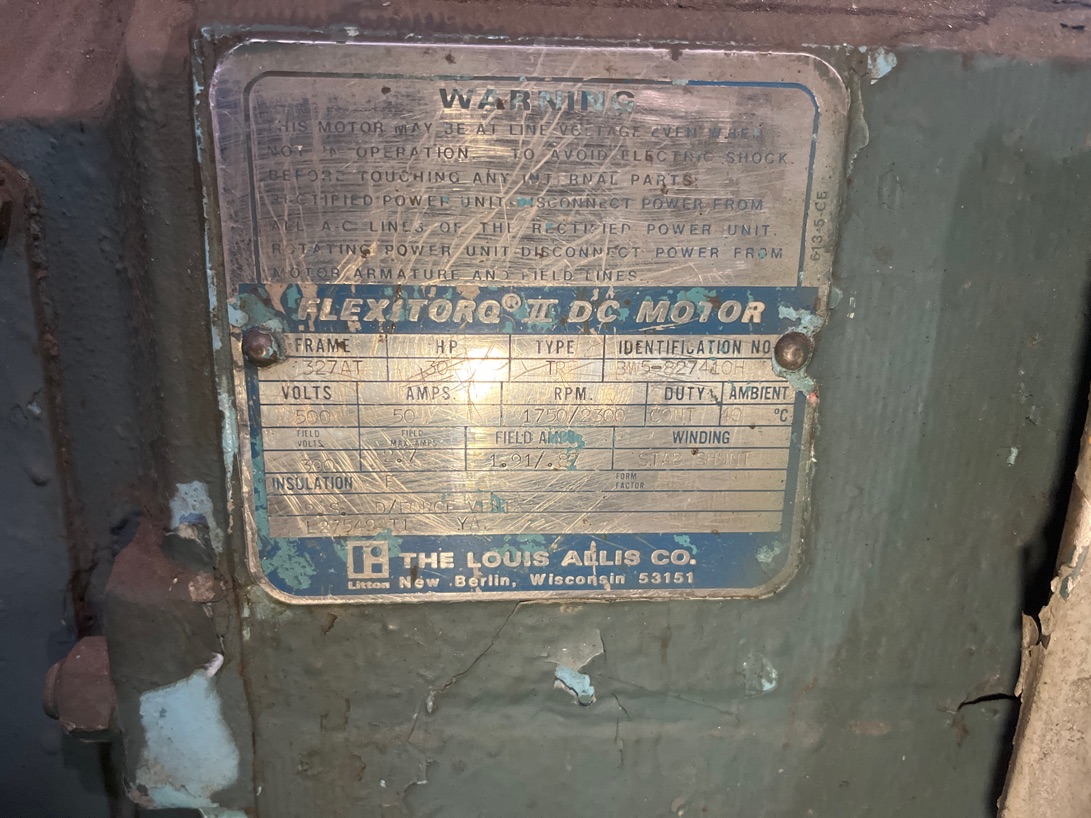 WARNING
THIS MOTOR MAY BE AT LINE VOLTAGE EVEN WHEN
NOT IN OPERATION. TO AVOID ELECTRIC SHOCK.
BEFORE TOUCHING ANY INTERNAL PARTS
RECTIFIED POWER UNIT-DISCONNECT POWER FROM
ALL A-C LINES OF THE RECTIFIED POWER UNIT.
ROTATING POWER UNIT-DISCONNECT POWER FROM
MOTOR ARMATURE AND FIELD LINES
613-5-CE
FLEXITORQ® II DC MOTOR
FRAME HP TYPE IDENTIFICATION NO
327AT 30 TR
VOLTS AMPS. RPM. DUTY AMBIENT
500 50 1750/2300 CONT 40 °C
FIELD VOLTS FIELD MAX. AMPS FIELD AMPS. WINDING
300 STAB SHUNT
INSULATION F FORM FACTOR
THE LOUIS ALLIS CO.
Litton New Berlin, Wisconsin 53151